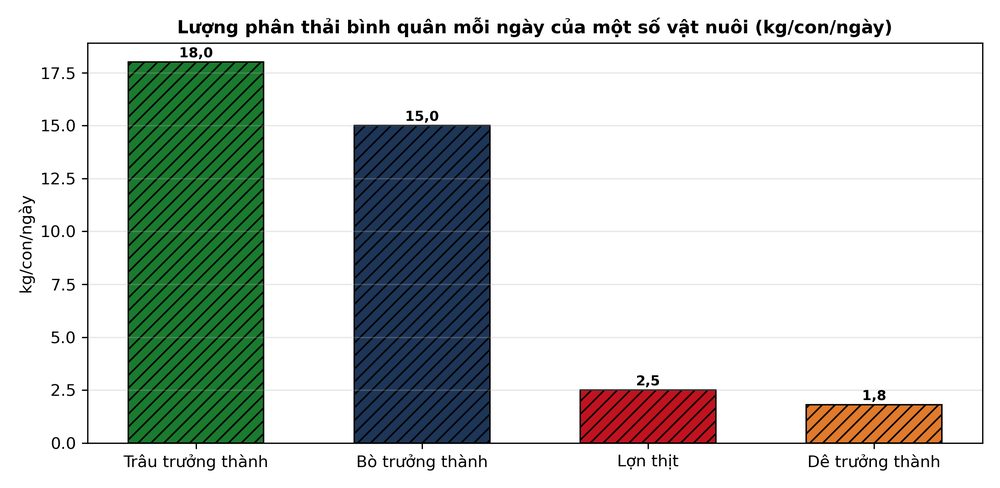 Lượng phân thải bình quân mỗi ngày của một số vật nuôi (kg/con/ngày)
kg/con/ngày
17.5
15.0
12.5
10.0
7.5
5.0
2.5
0.0
18,0
15,0
2,5
1,8
Trâu trưởng thành
Bò trưởng thành
Lợn thịt
Dê trưởng thành